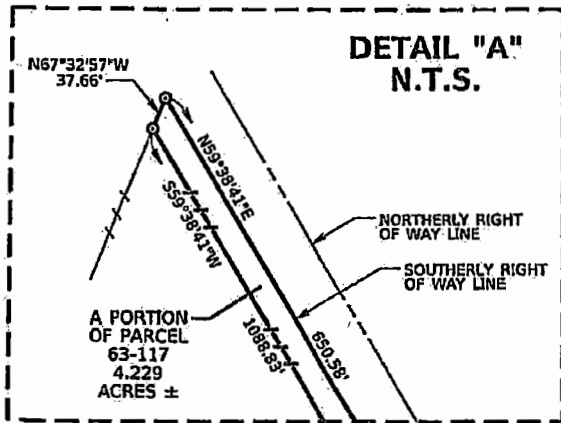 DETAIL "A"
N.T.S.
N67°32'57"W
37.66'
N59°38'41"E
S59°38'41"W
NORTHERLY RIGHT
OF WAY LINE
SOUTHERLY RIGHT
OF WAY LINE
A PORTION
OF PARCEL
63-117
4.229
ACRES ±
1088.83'
650.58'